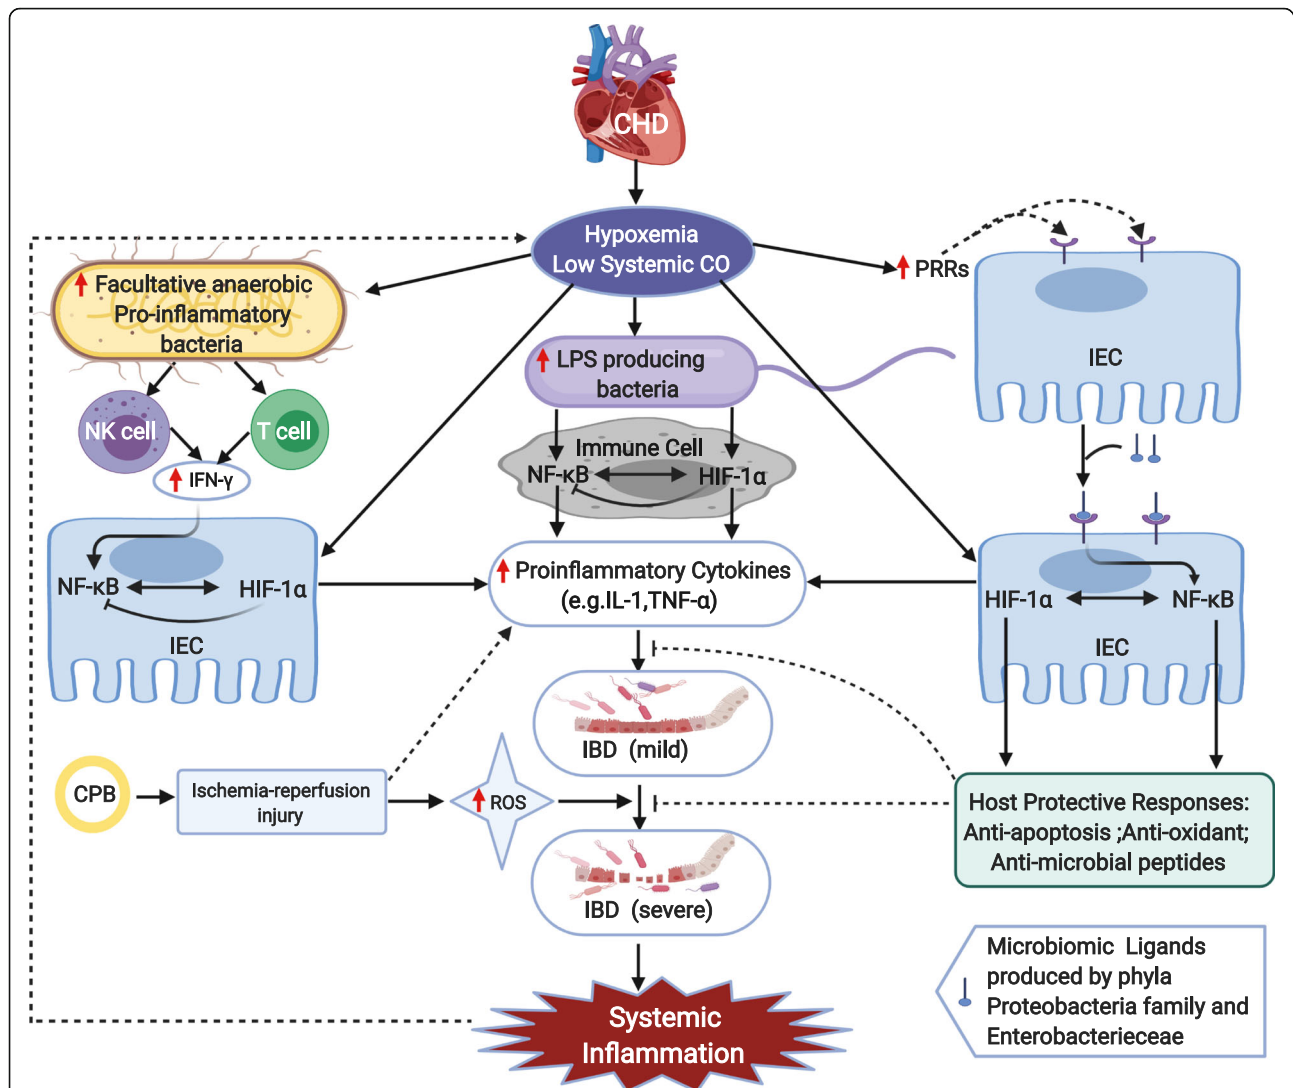 CHD
Hypoxemia
Low Systemic CO
Facultative anaerobic
Pro-inflammatory
bacteria
PRRs
LPS producing
bacteria
IEC
NK cell
T cell
IFN-γ
Immune Cell
NF-κB
HIF-1α
NF-κB
HIF-1α
IEC
Proinflammatory Cytokines
(e.g.IL-1,TNF-α)
HIF-1α
NF-κB
IEC
IBD (mild)
CPB
Ischemia-reperfusion
injury
ROS
Host Protective Responses:
Anti-apoptosis ;Anti-oxidant;
Anti-microbial peptides
IBD (severe)
Microbiomic Ligands
produced by phyla
Proteobacteria family and
Enterobacterieceae
Systemic
Inflammation